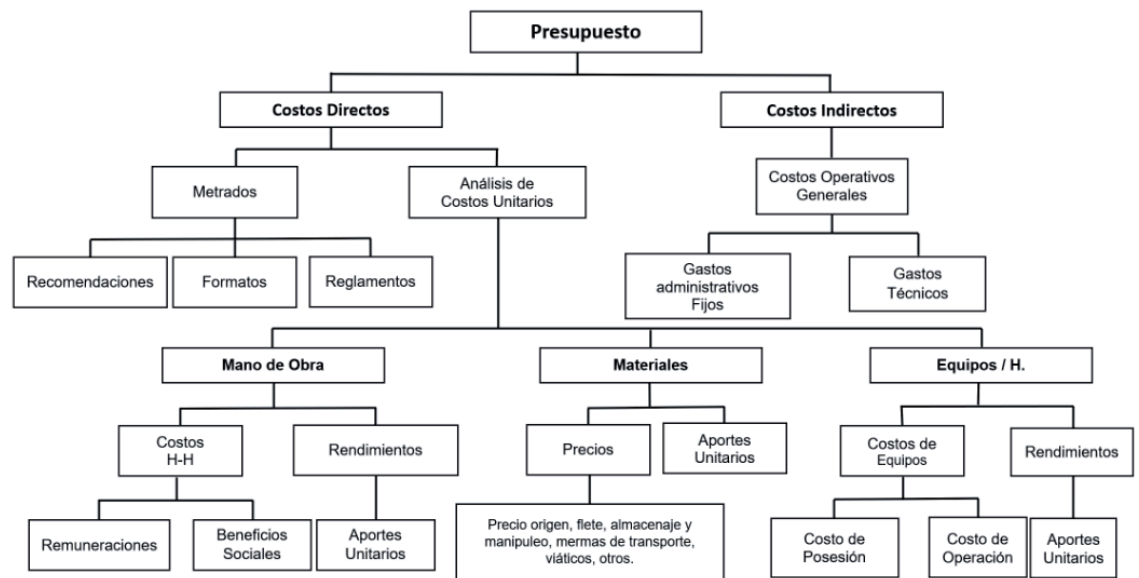 Presupuesto
Costos Directos
Costos Indirectos
Metrados
Análisis de
Costos Unitarios
Costos Operativos
Generales
Recomendaciones
Formatos
Reglamentos
Gastos
administrativos
Fijos
Gastos
Técnicos
Mano de Obra
Materiales
Equipos / H.
Costos
H-H
Rendimientos
Precios
Aportes
Unitarios
Costos de
Equipos
Rendimientos
Remuneraciones
Beneficios
Sociales
Aportes
Unitarios
Precio origen, flete, almacenaje y
manipuleo, mermas de transporte,
viáticos, otros.
Costo de
Posesión
Costo de
Operación
Aportes
Unitarios